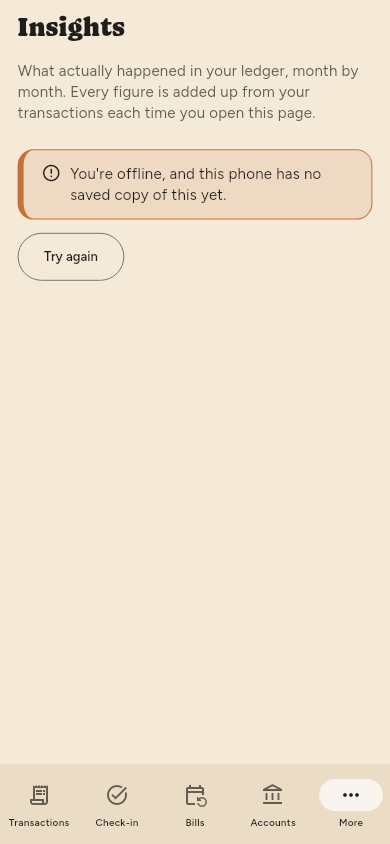 Insights
What actually happened in your ledger, month by
month. Every figure is added up from your
transactions each time you open this page.
You're offline, and this phone has no
saved copy of this yet.
Try again
Transactions
Check-in
Bills
Accounts
More